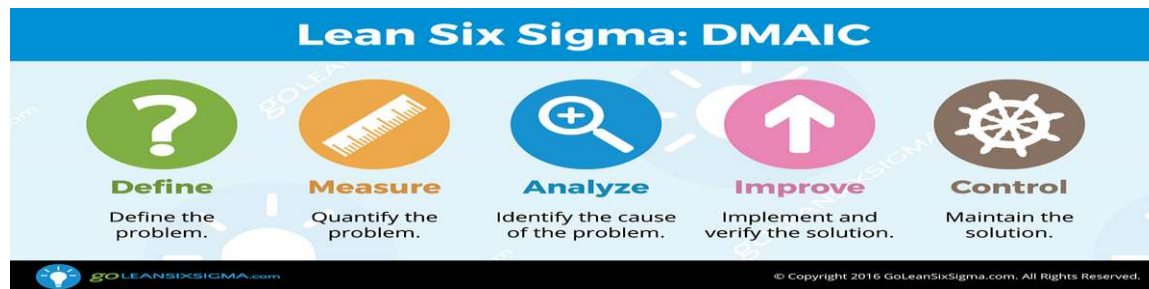 Lean Six Sigma: DMAIC
Define
Define the
problem.
Measure
Quantify the
problem.
Analyze
Identify the cause
of the problem.
Improve
Implement and
verify the solution.
Control
Maintain the
solution.
goLEANSIXSIGMA.com
© Copyright 2016 GoLeanSixSigma.com. All Rights Reserved.